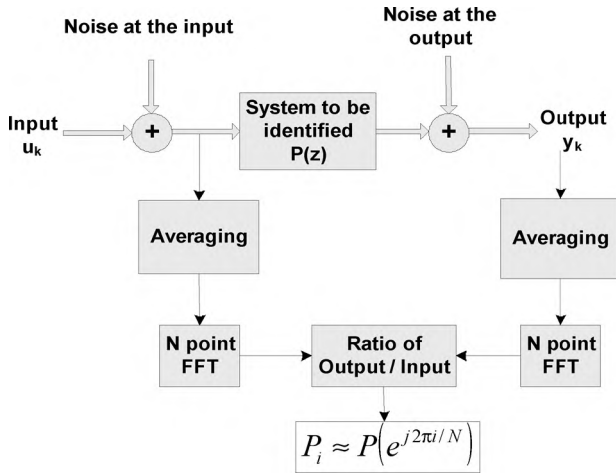 Noise at the input
Noise at the
output
Input
uk
+
System to be
identified
P(z)
+
Output
yk
Averaging
Averaging
N point
FFT
Ratio of
Output / Input
N point
FFT
P_i ≈ P(e^{j2πi/N})